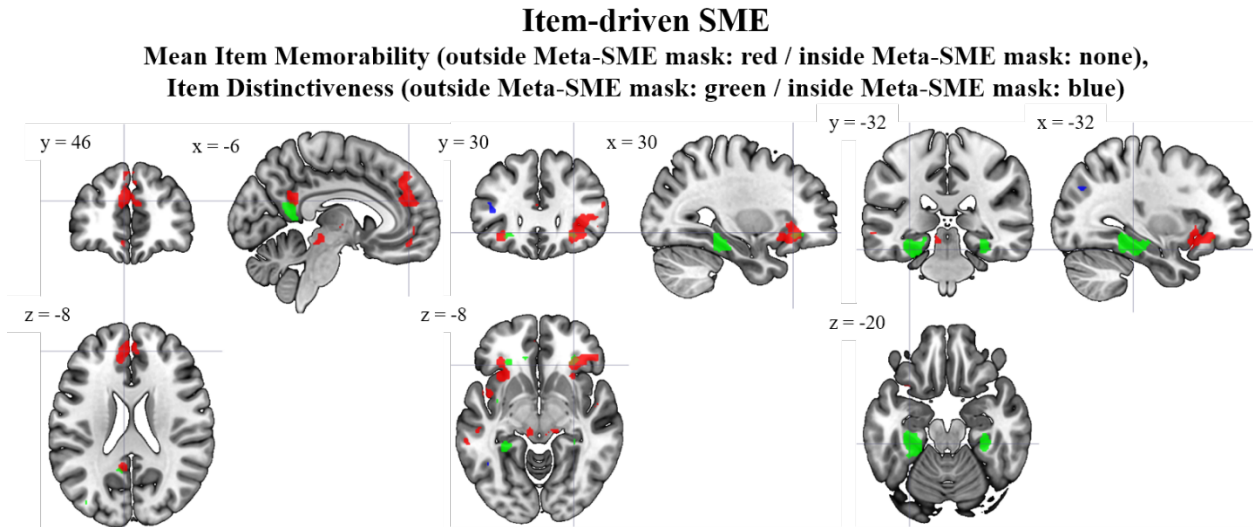 Item-driven SME
Mean Item Memorability (outside Meta-SME mask: red / inside Meta-SME mask: none),
Item Distinctiveness (outside Meta-SME mask: green / inside Meta-SME mask: blue)
y = 46
x = -6
y = 30
x = 30
y = -32
x = -32
z = -8
z = -8
z = -20